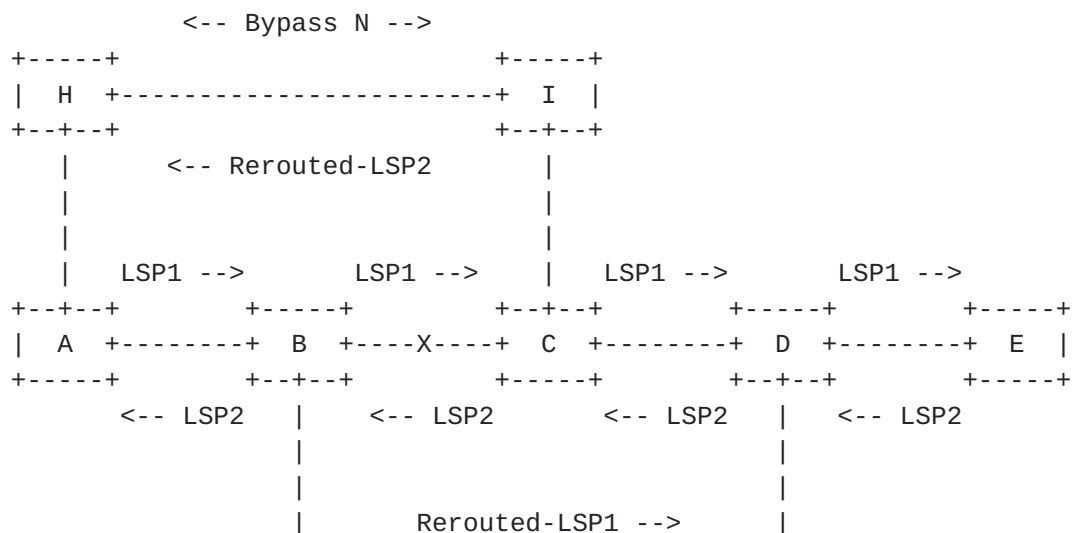 <-- Bypass N -->
+-----+                        +-----+
|  H  +------------------------+  I  |
+--+--+                        +--+--+
   |      <-- Rerouted-LSP2       |
   |                              |
   |                              |
   |   LSP1 -->       LSP1 -->    |   LSP1 -->       LSP1 -->
+--+--+        +-----+         +--+--+        +-----+        +-----+
|  A  +--------+  B  +----X----+  C  +--------+  D  +--------+  E  |
+-----+        +--+--+         +-----+        +--+--+        +-----+
       <-- LSP2   |    <-- LSP2       <-- LSP2   |   <-- LSP2
                  |                              |
                  |                              |
                  |       Rerouted-LSP1 -->      |